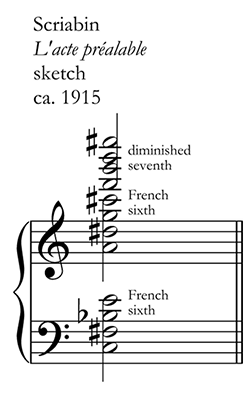 Scriabin
L'acte préalable
sketch
ca. 1915
diminished
seventh
French
sixth
French
sixth